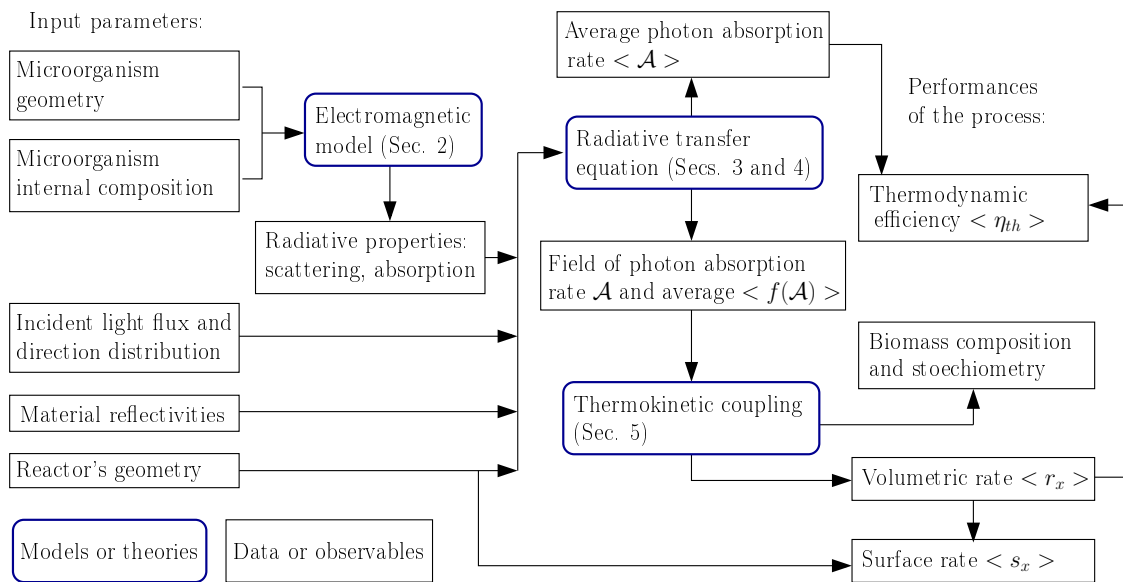 Input parameters:
Microorganism
geometry
Microorganism
internal composition
Electromagnetic
model (Sec. 2)
Radiative properties:
scattering, absorption
Incident light flux and
direction distribution
Material reflectivities
Reactor's geometry
Models or theories
Data or observables
Average photon absorption
rate < 𝒜 >
Radiative transfer
equation (Secs. 3 and 4)
Field of photon absorption
rate 𝒜 and average < f(𝒜) >
Thermokinetic coupling
(Sec. 5)
Performances
of the process:
Thermodynamic
efficiency < η_th >
Biomass composition
and stoechiometry
Volumetric rate < r_x >
Surface rate < s_x >